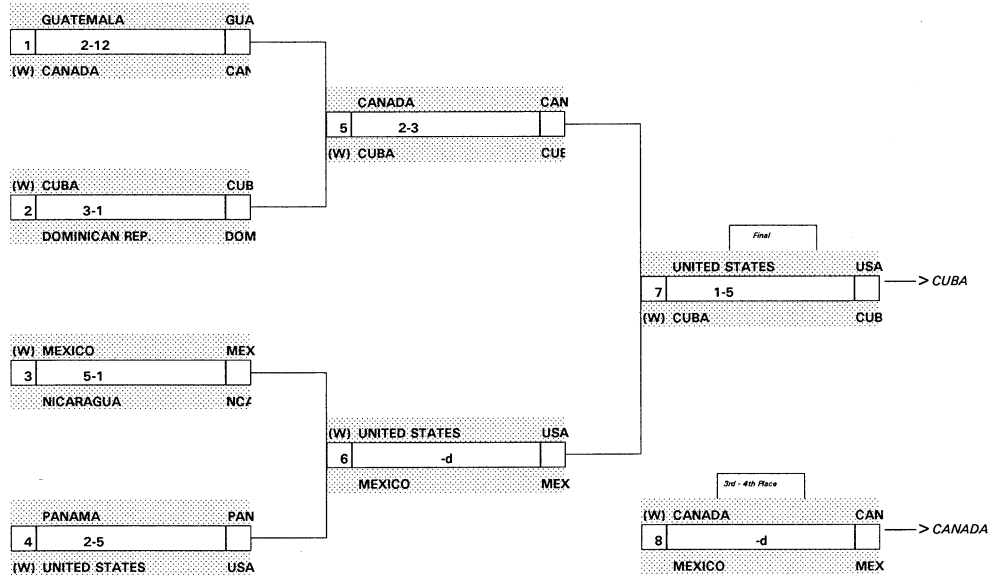 GUATEMALA GUA
1 2-12
(W) CANADA CAN
CANADA CAN
5 2-3
(W) CUBA CUB
(W) CUBA CUB
2 3-1
DOMINICAN REP. DOM
Final
UNITED STATES USA
7 1-5 > CUBA
(W) CUBA CUB
(W) MEXICO MEX
3 5-1
NICARAGUA NCA
(W) UNITED STATES USA
6 -d
MEXICO MEX
3rd - 4th Place
PANAMA PAN
4 2-5
(W) UNITED STATES USA
(W) CANADA CAN
8 -d > CANADA
MEXICO MEX